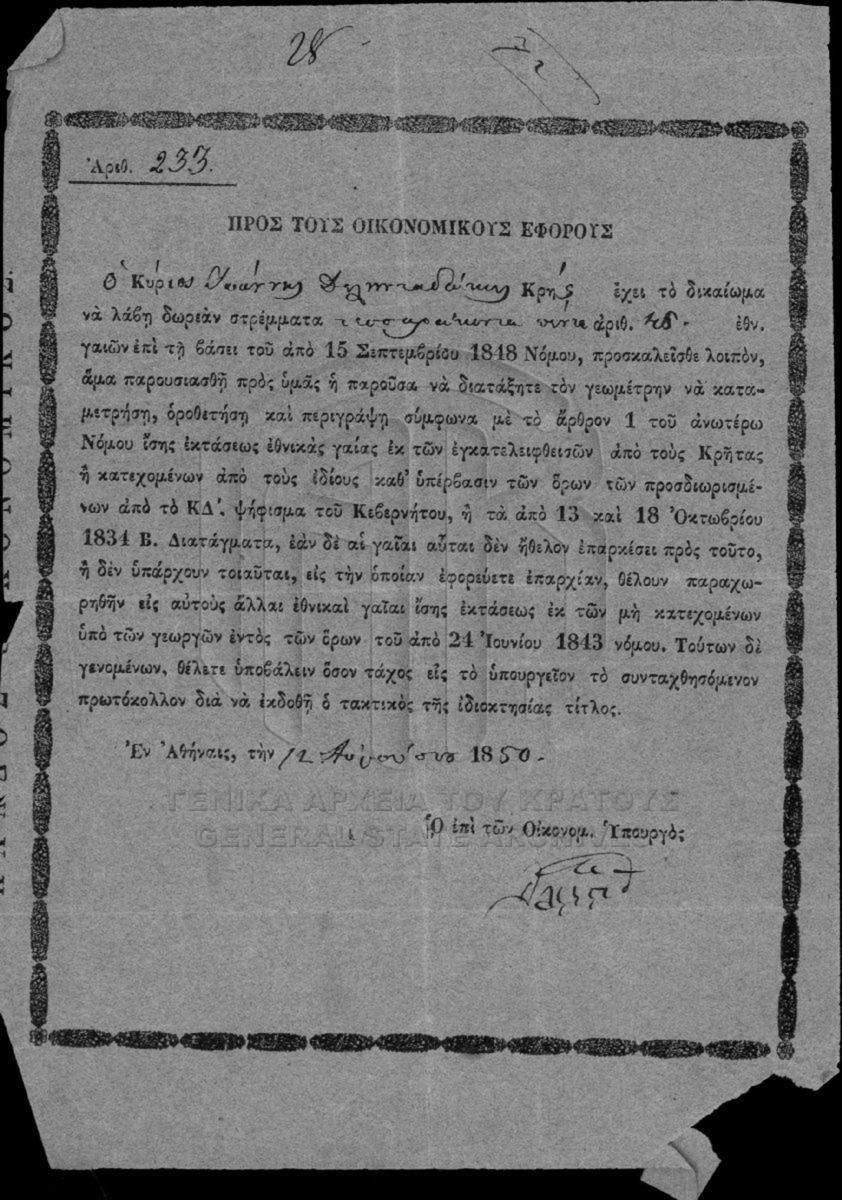 28
Ἀριθ. 233.
ΠΡΟΣ ΤΟΥΣ ΟΙΚΟΝΟΜΙΚΟΥΣ ΕΦΟΡΟΥΣ
Ὁ Κύριος Ἰωάννης Κρὴς ἔχει τὸ δικαίωμα
νὰ λάβῃ δωρεὰν στρέμματα τεσσαράκοντα πέντε ἀριθ. 45 - ἐθν.
γαιῶν ἐπὶ τῇ βάσει τοῦ ἀπὸ 15 Σεπτεμβρίου 1848 Νόμου, προσκαλεῖσθε λοιπὸν,
ἅμα παρουσιασθῇ πρὸς ὑμᾶς ἡ παροῦσα νὰ διατάξητε τὸν γεωμέτρην νὰ κατα-
μετρήσῃ, ὁροθετήσῃ καὶ περιγράψῃ σύμφωνα μὲ τὸ ἄρθρον 1 τοῦ ἀνωτέρω
Νόμου ἴσης ἐκτάσεως ἐθνικὰς γαίας ἐκ τῶν ἐγκατελειφθεισῶν ἀπὸ τοὺς Κρῆτας
ἢ κατεχομένων ἀπὸ τοὺς ἰδίους καθ' ὑπέρβασιν τῶν ὅρων τῶν προσδιωρισμέ-
νων ἀπὸ τὸ ΚΔ΄. ψήφισμα τοῦ Κεβερνήτου, ἢ τὰ ἀπὸ 13 καὶ 18 Ὀκτωβρίου
1834 Β. Διατάγματα, ἐὰν δὲ αἱ γαῖαι αὗται δὲν ἤθελον ἐπαρκέσει πρὸς τοῦτο,
ἢ δὲν ὑπάρχουν τοιαῦται, εἰς τὴν ὁποίαν ἐφορεύετε ἐπαρχίαν, θέλουν παραχω-
ρηθῆν εἰς αὐτοὺς ἄλλαι ἐθνικαὶ γαῖαι ἴσης ἐκτάσεως ἐκ τῶν μὴ κατεχομένων
ὑπὸ τῶν γεωργῶν ἐντὸς τῶν ὅρων τοῦ ἀπὸ 24 Ἰουνίου 1843 νόμου. Τούτων δὲ
γενομένων, θέλετε ὑποβάλειν ὅσον τάχος εἰς τὸ ὑπουργεῖον τὸ συνταχθησόμενον
πρωτόκολλον διὰ νὰ ἐκδοθῇ ὁ τακτικὸς τῆς ἰδιοκτησίας τίτλος.
Ἐν Ἀθήναις, τὴν 12 Αὐγούστου 1850.
ΓΕΝΙΚΑ ΑΡΧΕΙΑ ΤΟΥ ΚΡΑΤΟΥΣ
GENERAL STATE ARCHIVES
Ὁ ἐπὶ τῶν Οἰκονομ. Ὑπουργὸς